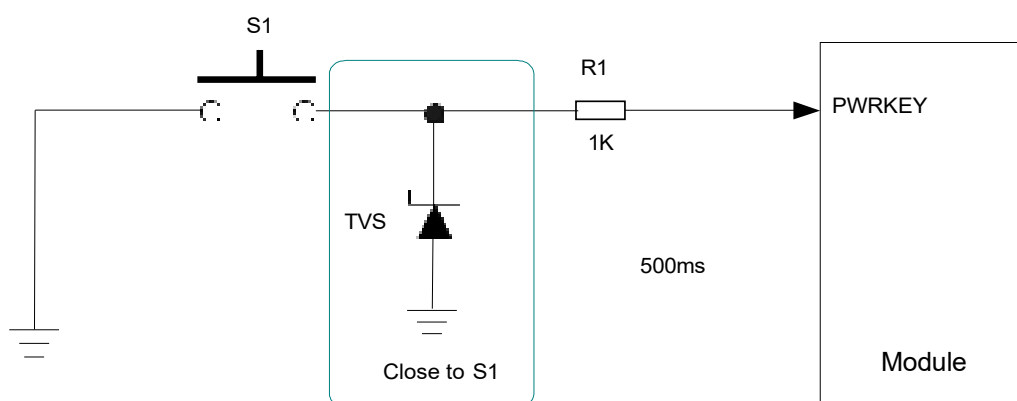 S1
R1
PWRKEY
1K
TVS
500ms
Module
Close to S1